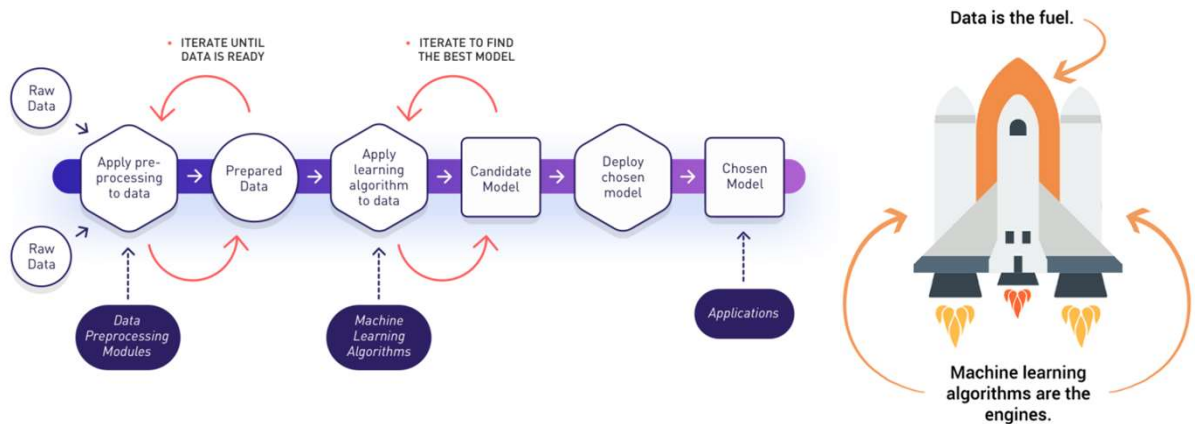 • ITERATE UNTIL
DATA IS READY
• ITERATE TO FIND
THE BEST MODEL
Raw
Data
Raw
Data
Apply pre-
processing
to data
Prepared
Data
Apply
learning
algorithm
to data
Candidate
Model
Deploy
chosen
model
Chosen
Model
Data
Preprocessing
Modules
Machine
Learning
Algorithms
Applications
Data is the fuel.
Machine learning
algorithms are the
engines.